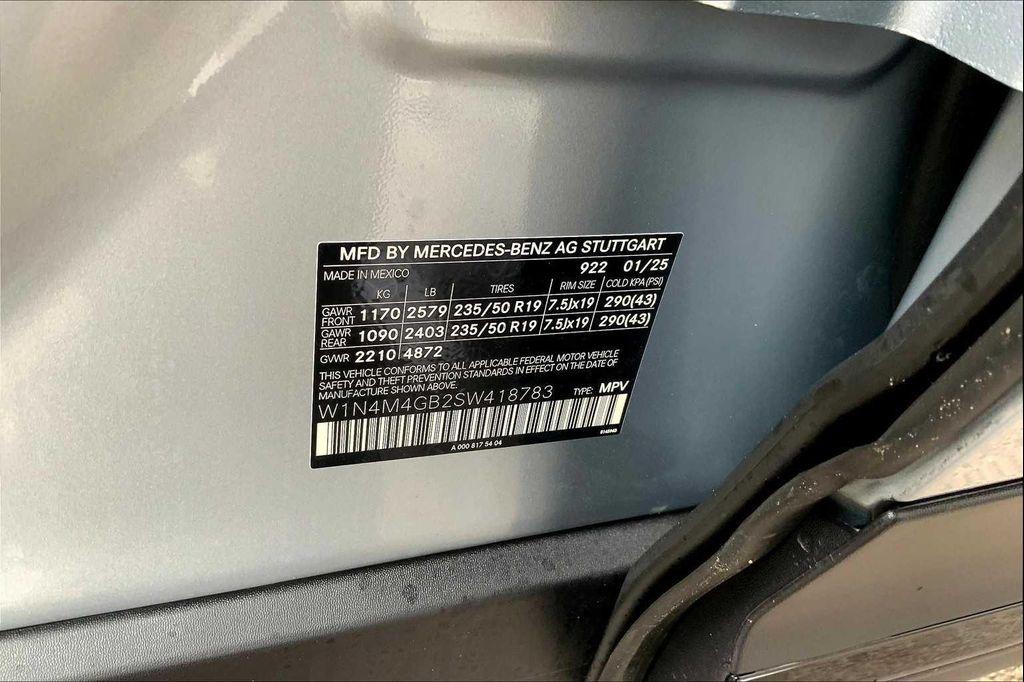 MFD BY MERCEDES-BENZ AG STUTTGART
MADE IN MEXICO 922 01/25
KG LB TIRES RIM SIZE COLD KPA (PSI)
GAWR FRONT 1170 2579 235/50 R19 7.5Jx19 290(43)
GAWR REAR 1090 2403 235/50 R19 7.5Jx19 290(43)
GVWR 2210 4872
THIS VEHICLE CONFORMS TO ALL APPLICABLE FEDERAL MOTOR VEHICLE
SAFETY AND THEFT PREVENTION STANDARDS IN EFFECT ON THE DATE OF
MANUFACTURE SHOWN ABOVE.
W1N4M4GB2SW418783 TYPE: MPV
A 000 817 54 04